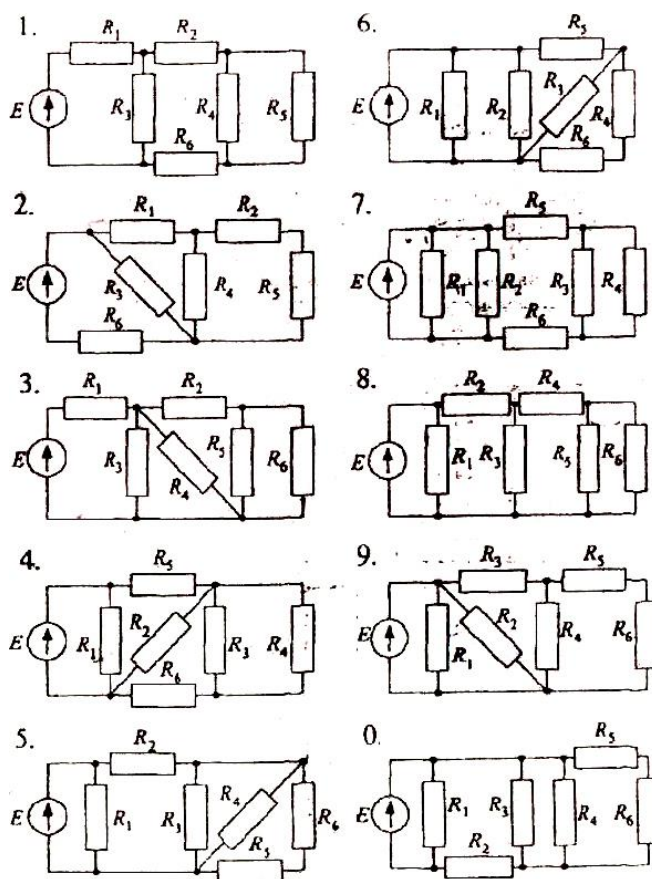 1.
R₁ R₂
E R₃ R₄ R₅
R₆
2.
R₁ R₂
E R₃ R₄ R₅
R₆
3.
R₁ R₂
E R₃ R₄ R₅ R₆
4.
R₅
E R₁ R₂ R₃ R₄
R₆
5.
R₂
E R₁ R₃ R₄ R₆
R₅
6.
R₅
E R₁ R₂ R₃ R₄
R₆
7.
R₅
E R₁ R₂ R₃ R₄
R₆
8.
R₂ R₄
E R₁ R₃ R₅ R₆
9.
R₃ R₅
E R₁ R₂ R₄ R₆
0.
R₅
E R₁ R₃ R₄ R₆
R₂